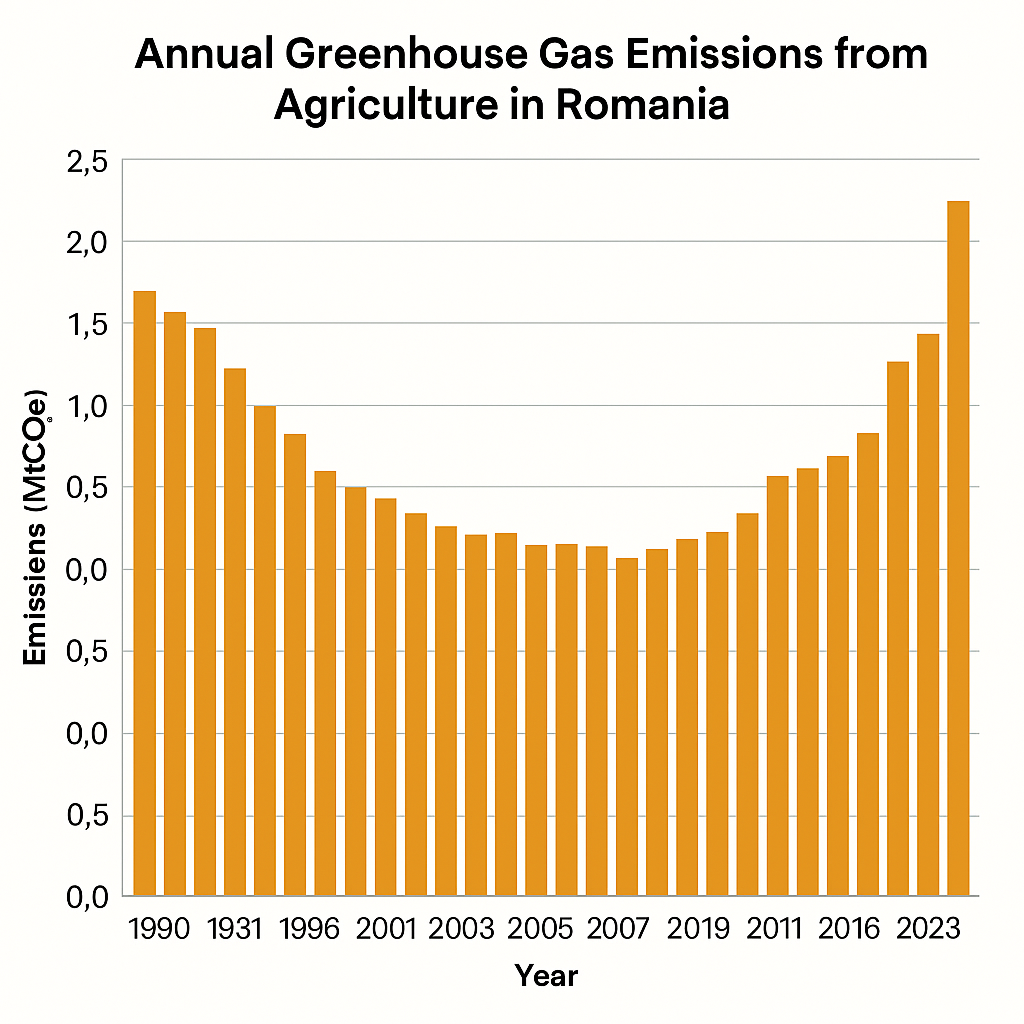 Annual Greenhouse Gas Emissions from
Agriculture in Romania
Emissiens (MtCO₂e)
2,5
2,0
1,5
1,0
0,5
0,0
0,5
0,0
0,5
0,0
1990 1931 1996 2001 2003 2005 2007 2019 2011 2016 2023
Year